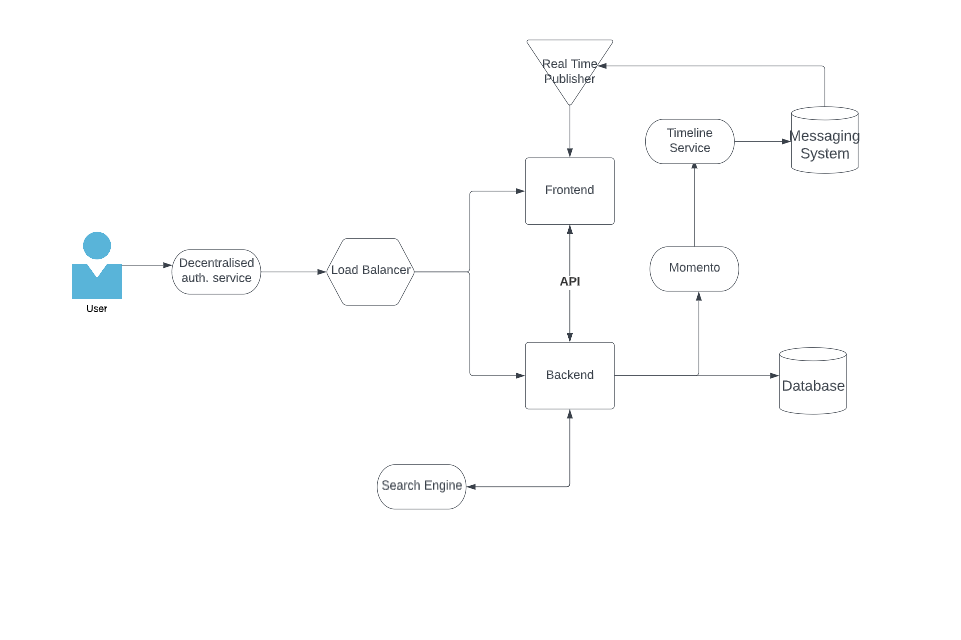 Real Time
Publisher
Timeline
Service
Messaging
System
Frontend
Decentralised
auth. service
Load Balancer
Momento
API
User
Backend
Database
Search Engine